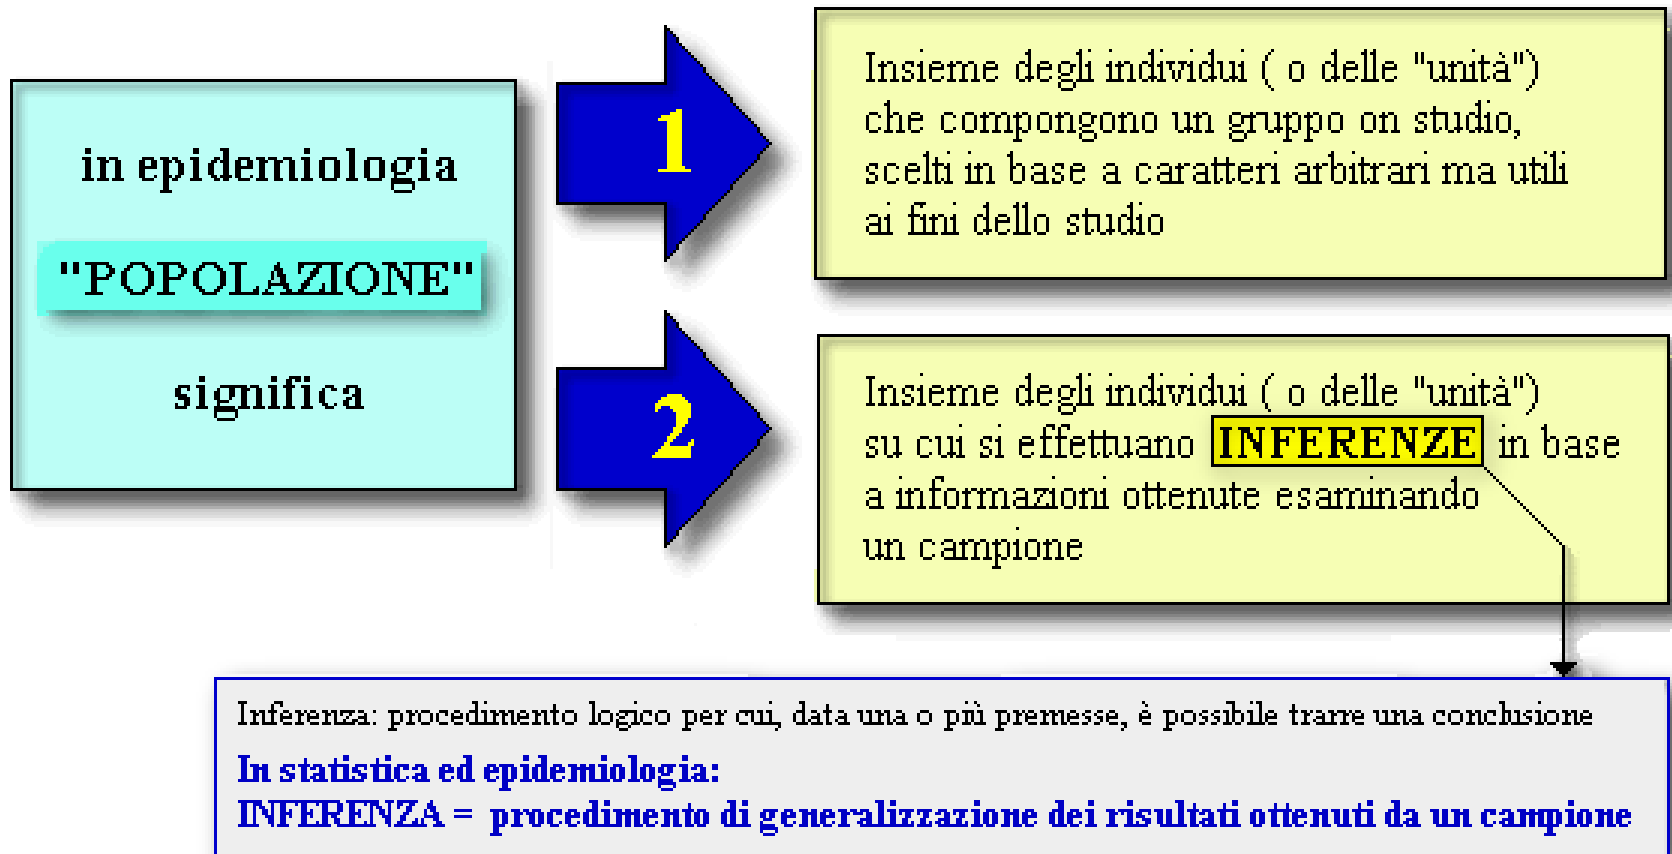 in epidemiologia
"POPOLAZIONE"
significa
1
Insieme degli individui ( o delle "unità")
che compongono un gruppo on studio,
scelti in base a caratteri arbitrari ma utili
ai fini dello studio
2
Insieme degli individui ( o delle "unità")
su cui si effettuano INFERENZE in base
a informazioni ottenute esaminando
un campione
Inferenza: procedimento logico per cui, data una o più premesse, è possibile trarre una conclusione
In statistica ed epidemiologia:
INFERENZA = procedimento di generalizzazione dei risultati ottenuti da un campione